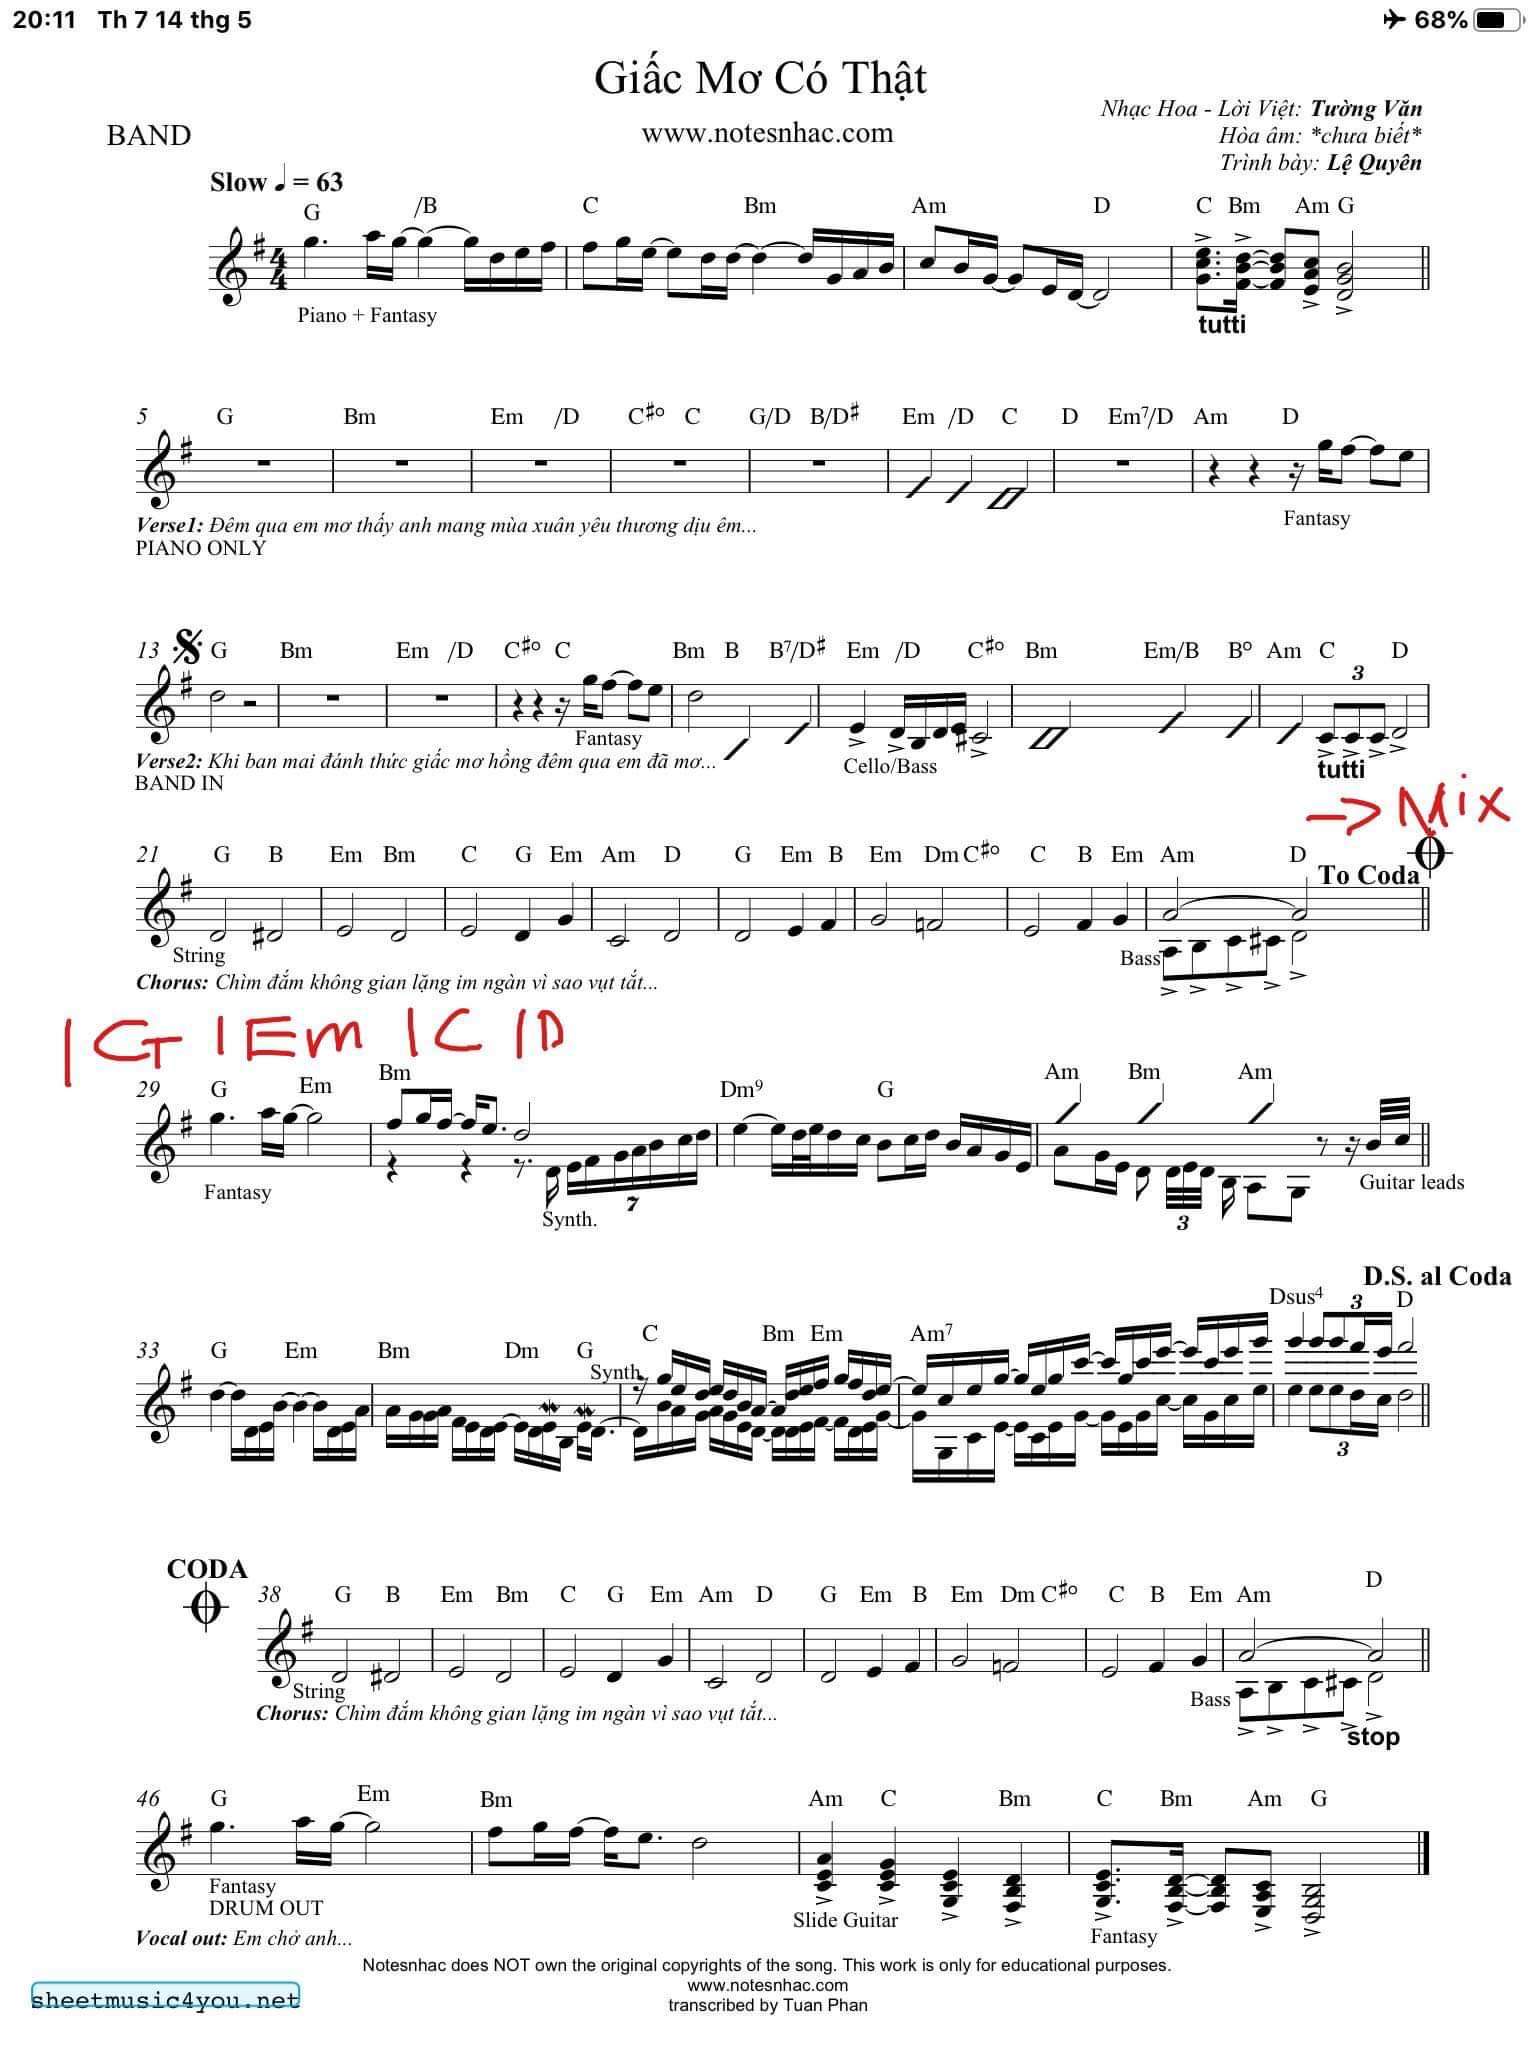 20:11 Th 7 14 thg 5 68%
Giấc Mơ Có Thật
Nhạc Hoa - Lời Việt: Tường Văn
BAND www.notesnhac.com Hòa âm: *chưa biết*
Trình bày: Lệ Quyên
Slow ♩ = 63
G /B C Bm Am D C Bm Am G
4
4
Piano + Fantasy
tutti
5 G Bm Em /D C♯o C G/D B/D♯ Em /D C D Em7/D Am D
Fantasy
Verse1: Đêm qua em mơ thấy anh mang mùa xuân yêu thương dịu êm...
PIANO ONLY
13 G Bm Em /D C♯o C Bm B B7/D♯ Em /D C♯o Bm Em/B Bo Am C D
3
Fantasy
Verse2: Khi ban mai đánh thức giấc mơ hồng đêm qua em đã mơ...
Cello/Bass
tutti
BAND IN
-> Mix
21 G B Em Bm C G Em Am D G Em B Em Dm C♯o C B Em Am D
To Coda
String
Bass
Chorus: Chìm đắm không gian lặng im ngàn vì sao vụt tắt...
| G | Em | C | D
29 G Em Bm Dm9 G Am Bm Am
Fantasy
7
Synth.
3
Guitar leads
D.S. al Coda
33 G Em Bm Dm G C Bm Em Am7 Dsus4 D
3
Synth.
3
CODA
38 G B Em Bm C G Em Am D G Em B Em Dm C♯o C B Em Am D
String
Bass
Chorus: Chìm đắm không gian lặng im ngàn vì sao vụt tắt...
stop
46 G Em Bm Am C Bm C Bm Am G
Fantasy
DRUM OUT
Slide Guitar
Fantasy
Vocal out: Em chở anh...
Notesnhac does NOT own the original copyrights of the song. This work is only for educational purposes.
www.notesnhac.com
transcribed by Tuan Phan
sheetmusic4you.net